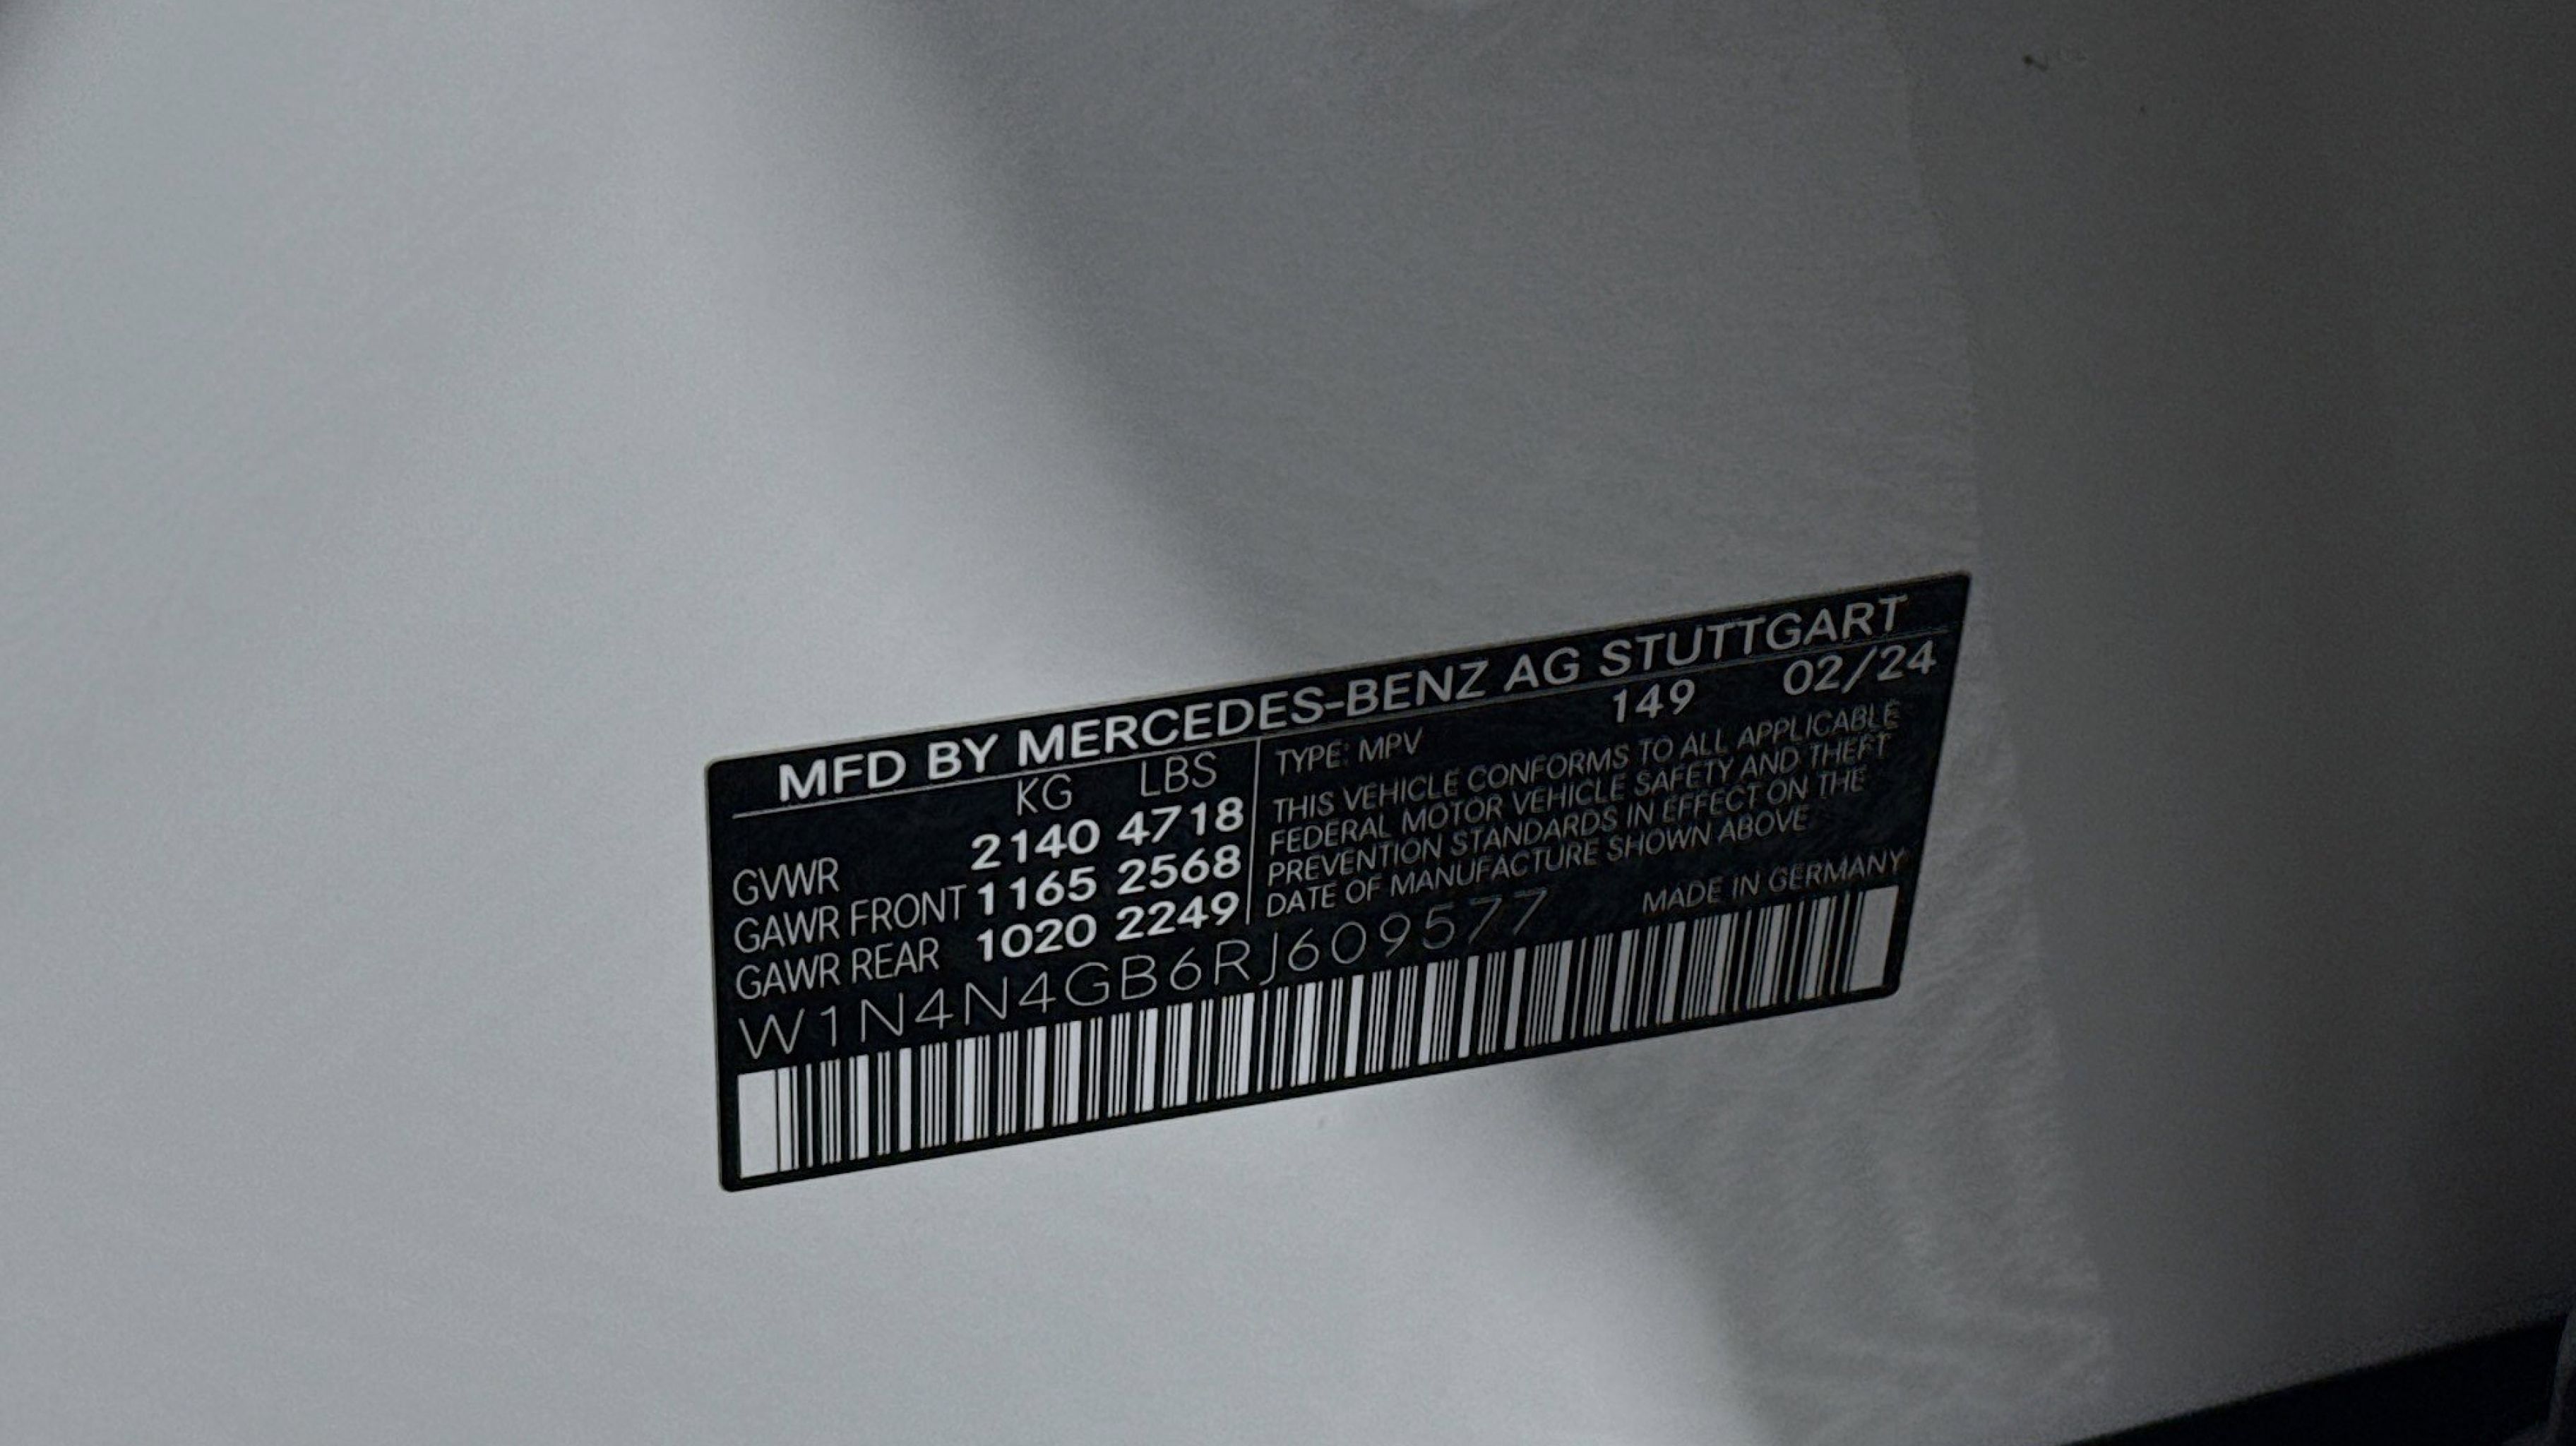 MFD BY MERCEDES-BENZ AG STUTTGART
149 02/24
KG LBS
GVWR 2140 4718
GAWR FRONT 1165 2568
GAWR REAR 1020 2249
TYPE: MPV
THIS VEHICLE CONFORMS TO ALL APPLICABLE
FEDERAL MOTOR VEHICLE SAFETY AND THEFT
PREVENTION STANDARDS IN EFFECT ON THE
DATE OF MANUFACTURE SHOWN ABOVE
W1N4N4GB6RJ609577 MADE IN GERMANY